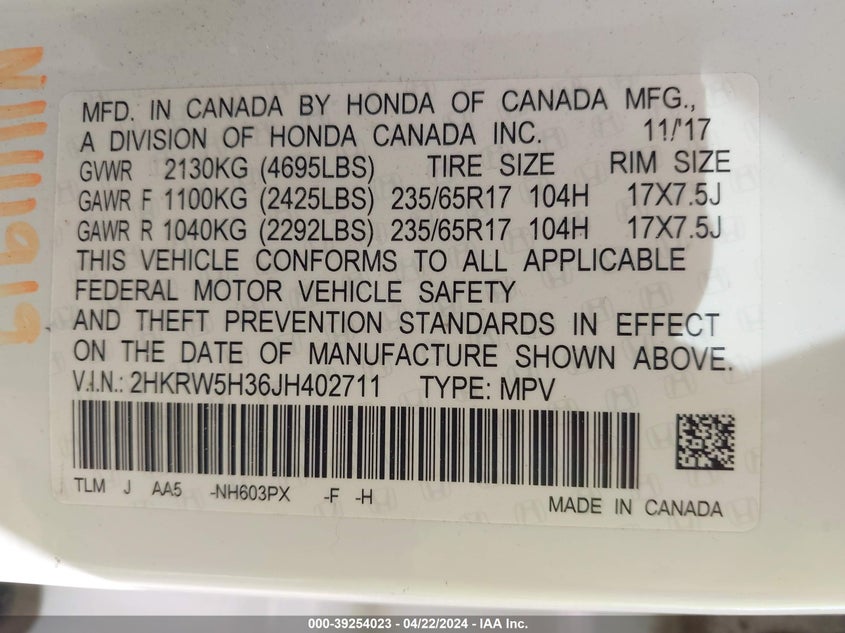 MFD. IN CANADA BY HONDA OF CANADA MFG.,
A DIVISION OF HONDA CANADA INC. 11/'17
GVWR 2130KG (4695LBS) TIRE SIZE RIM SIZE
GAWR F 1100KG (2425LBS) 235/65R17 104H 17X7.5J
GAWR R 1040KG (2292LBS) 235/65R17 104H 17X7.5J
THIS VEHICLE CONFORMS TO ALL APPLICABLE
FEDERAL MOTOR VEHICLE SAFETY
AND THEFT PREVENTION STANDARDS IN EFFECT
ON THE DATE OF MANUFACTURE SHOWN ABOVE.
V.I.N.: 2HKRW5H36JH402711 TYPE: MPV
TLM J AA5 -NH603PX -F -H
MADE IN CANADA
000-39254023 - 04/22/2024 - IAA Inc.